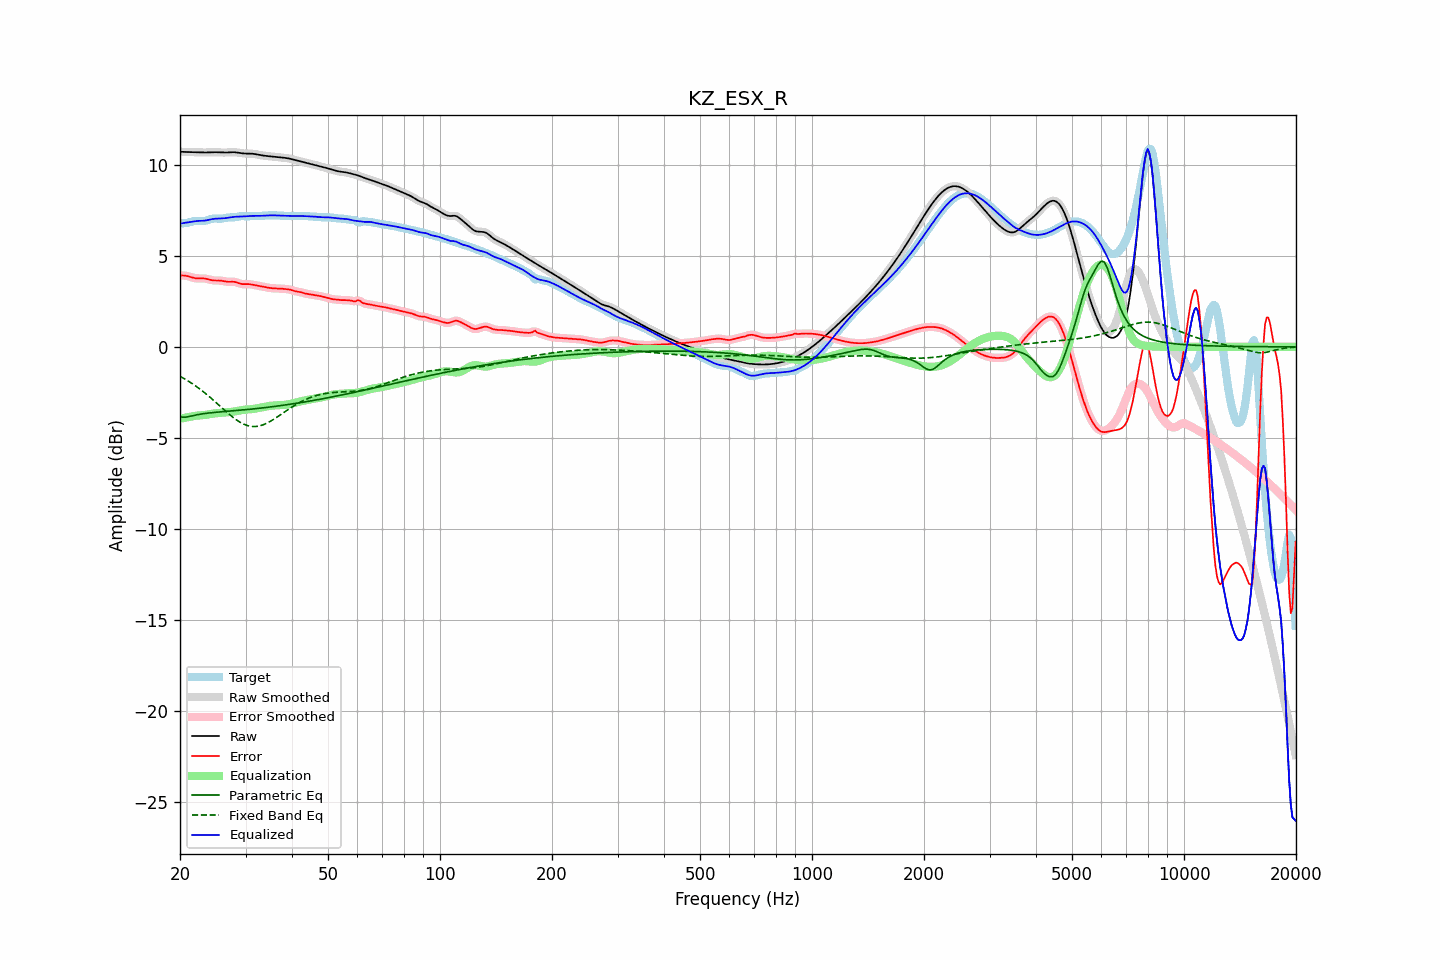 KZ_ESX_R
Amplitude (dBr)
10
5
0
−5
−10
−15
−20
−25
Target
Raw Smoothed
Error Smoothed
Raw
Error
Equalization
Parametric Eq
Fixed Band Eq
Equalized
20 50 100 200 500 1000 2000 5000 10000 20000
Frequency (Hz)